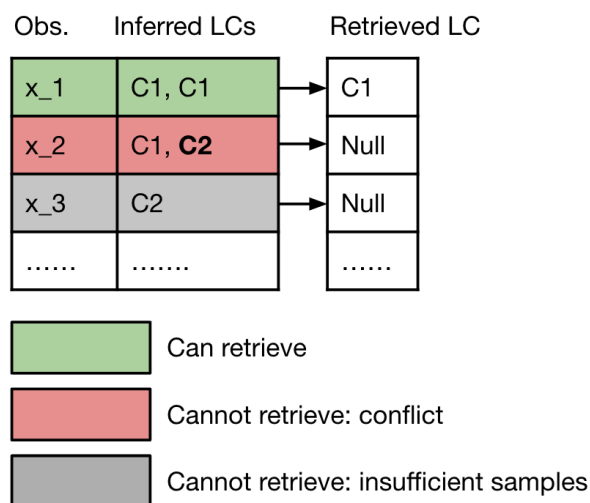 Obs. Inferred LCs Retrieved LC
x_1 C1, C1 C1
x_2 C1, C2 Null
x_3 C2 Null
...... ....... ......
Can retrieve
Cannot retrieve: conflict
Cannot retrieve: insufficient samples